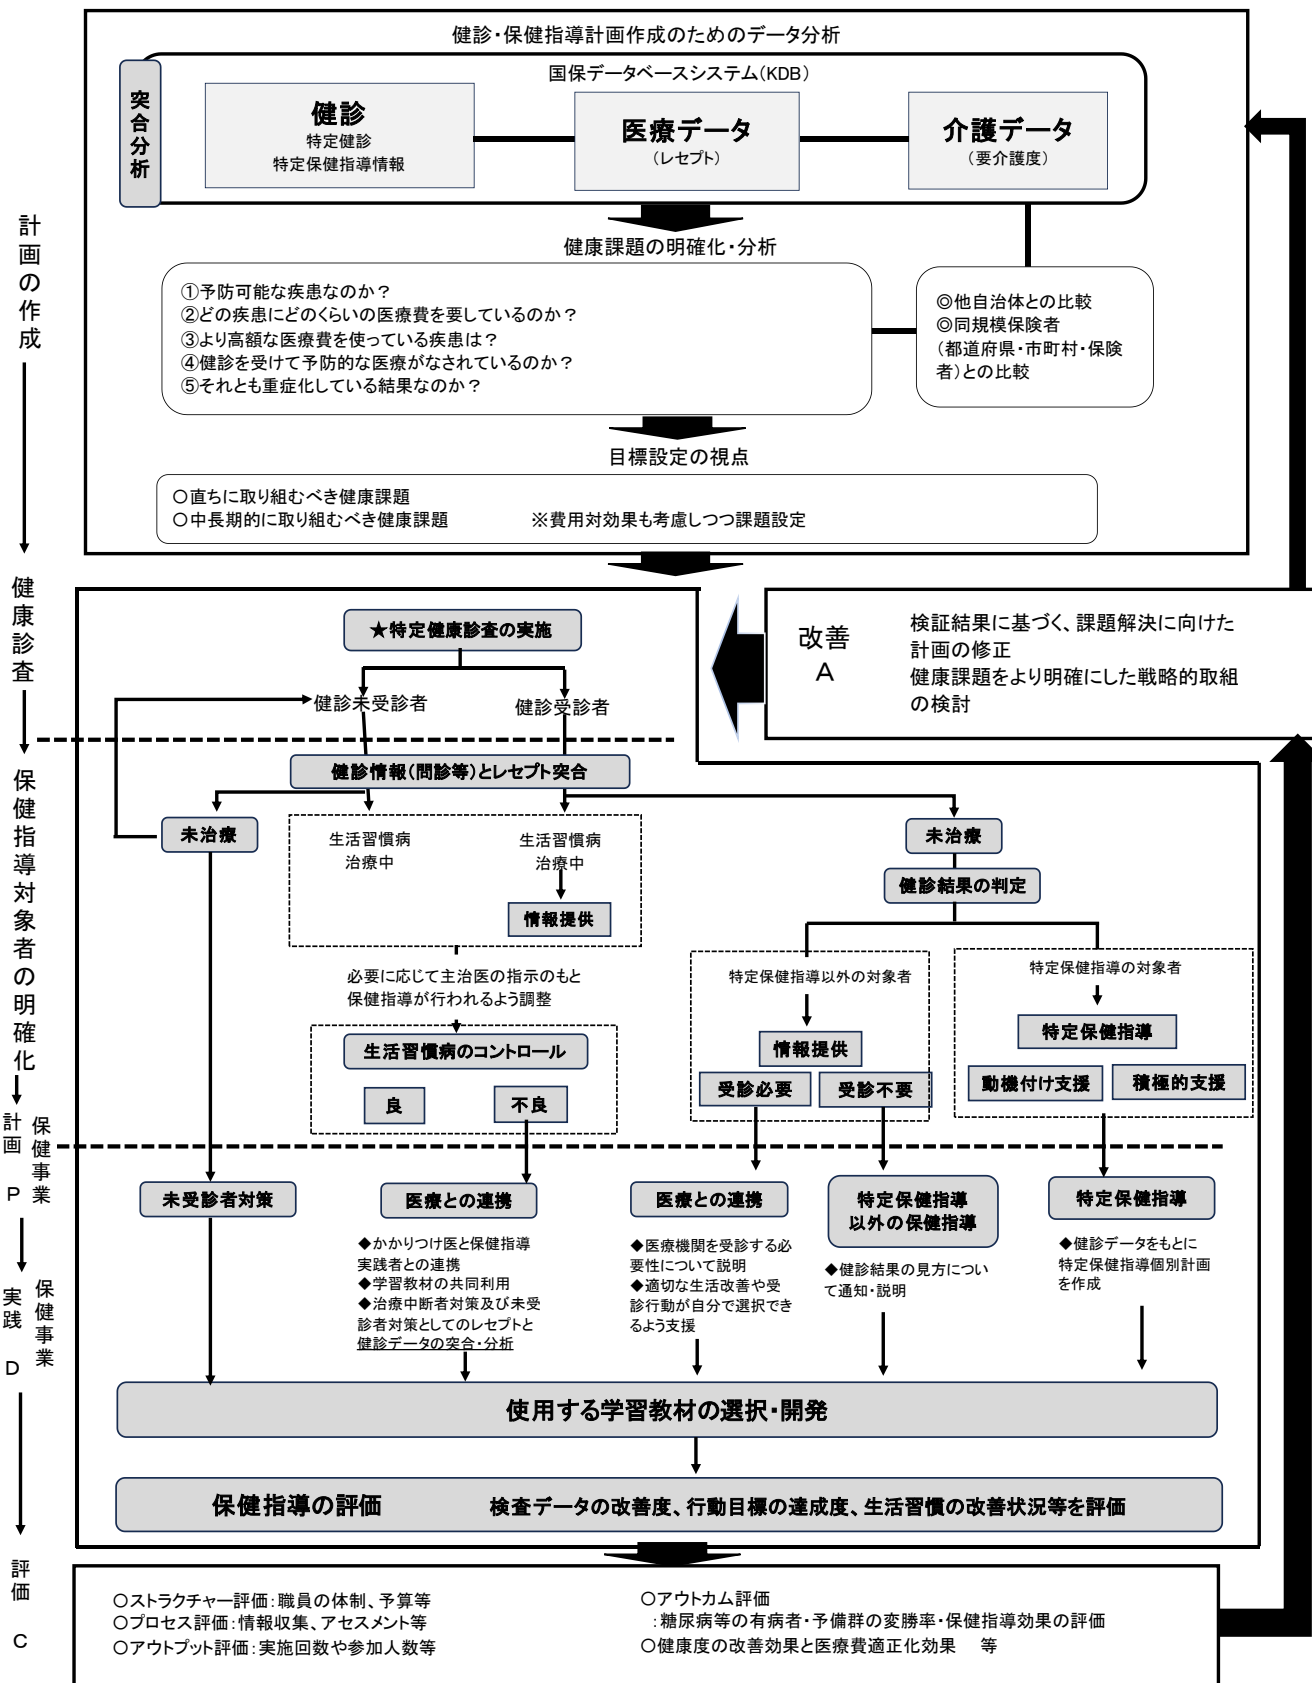 健診・保健指導計画作成のためのデータ分析
国保データベースシステム(KDB)
突合分析
健診
特定健診
特定保健指導情報
医療データ
(レセプト)
介護データ
(要介護度)
計画の作成
健康課題の明確化・分析
①予防可能な疾患なのか？
②どの疾患にどのくらいの医療費を要しているのか？
③より高額な医療費を使っている疾患は？
④健診を受けて予防的な医療がなされているのか？
⑤それとも重症化している結果なのか？
◎他自治体との比較
◎同規模保険者
(都道府県・市町村・保険
者)との比較
目標設定の視点
○直ちに取り組むべき健康課題
○中長期的に取り組むべき健康課題　※費用対効果も考慮しつつ課題設定
健康診査
★特定健康診査の実施
健診未受診者
健診受診者
改善
A
検証結果に基づく、課題解決に向けた
計画の修正
健康課題をより明確にした戦略的取組
の検討
保健指導対象者の明確化
健診情報(問診等)とレセプト突合
未治療
生活習慣病
治療中
生活習慣病
治療中
情報提供
未治療
健診結果の判定
必要に応じて主治医の指示のもと
保健指導が行われるよう調整
生活習慣病のコントロール
良
不良
特定保健指導以外の対象者
情報提供
受診必要
受診不要
特定保健指導の対象者
特定保健指導
動機付け支援
積極的支援
計画 P
保健事業
未受診者対策
医療との連携
医療との連携
特定保健指導
以外の保健指導
特定保健指導
実践 D
保健事業
◆かかりつけ医と保健指導
実践者との連携
◆学習教材の共同利用
◆治療中断者対策及び未受
診者対策としてのレセプトと
健診データの突合・分析
◆医療機関を受診する必
要性について説明
◆適切な生活改善や受
診行動が自分で選択でき
るよう支援
◆健診結果の見方につい
て通知・説明
◆健診データをもとに
特定保健指導個別計画
を作成
使用する学習教材の選択・開発
保健指導の評価　検査データの改善度、行動目標の達成度、生活習慣の改善状況等を評価
評価 C
○ストラクチャー評価：職員の体制、予算等
○プロセス評価：情報収集、アセスメント等
○アウトプット評価：実施回数や参加人数等
○アウトカム評価
：糖尿病等の有病者・予備群の変勝率・保健指導効果の評価
○健康度の改善効果と医療費適正化効果　等